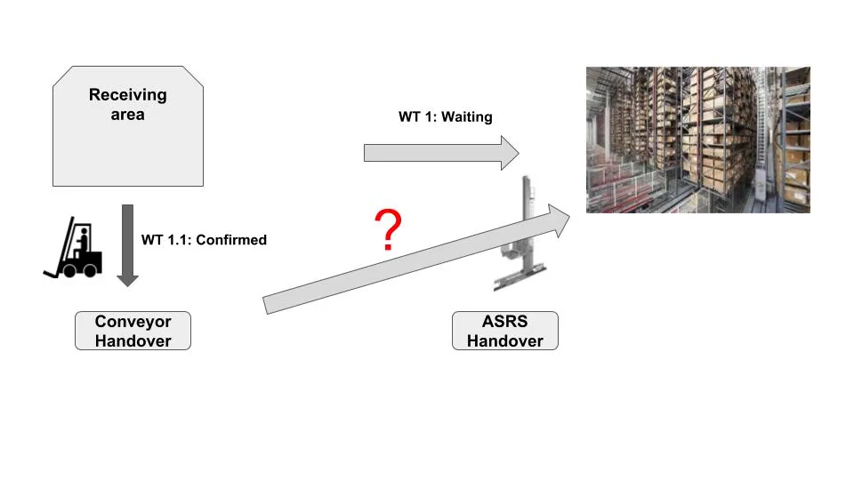 Receiving
area
WT 1: Waiting
?
WT 1.1: Confirmed
Conveyor
Handover
ASRS
Handover